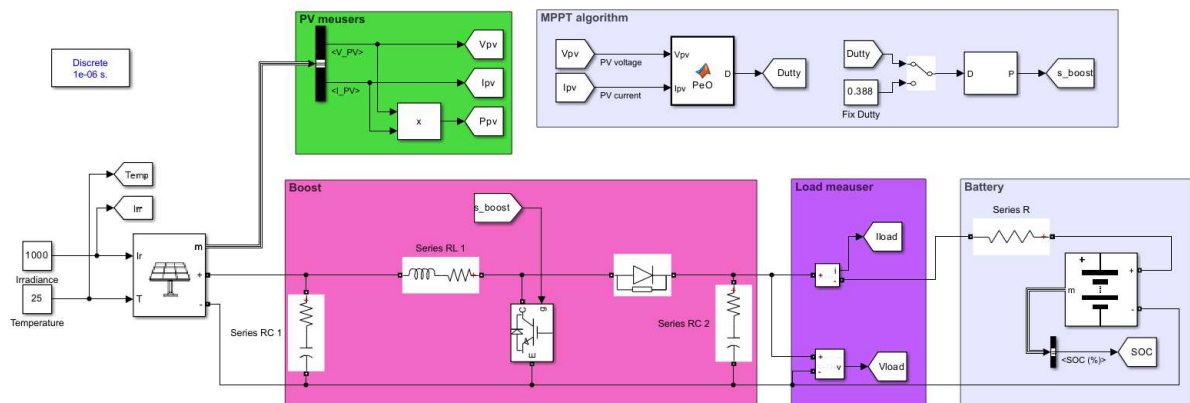 PV meusers
MPPT algorithm
Discrete
1e-06 s.
<V_PV>
Vpv
<I_PV>
Ipv
x
Ppv
Vpv
PV voltage
Vpv
Ipv
PV current
Ipv
PeO
D
Dutty
Dutty
0.388
Fix Dutty
D
P
s_boost
Temp
Irr
1000
Irradiance
25
Temperature
Ir
T
m
+
-
Boost
s_boost
Series RL 1
+
Series RC 1
+
C
g
E
Series RC 2
+
Load meauser
Iload
+
i
-
+
-
v
Vload
Battery
Series R
+
+
m
+
-
<SOC (%)>
SOC